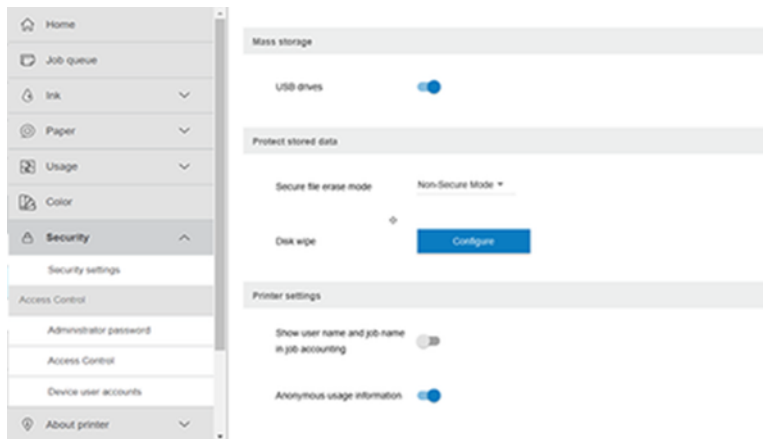 Home
Job queue
Ink
Paper
Usage
Color
Security
Security settings
Access Control
Administrator password
Access Control
Device user accounts
About printer
Mass storage
USB drives
Protect stored data
Secure file erase mode
Non-Secure Mode
Disk wipe
Configure
Printer settings
Show user name and job name
in job accounting
Anonymous usage information